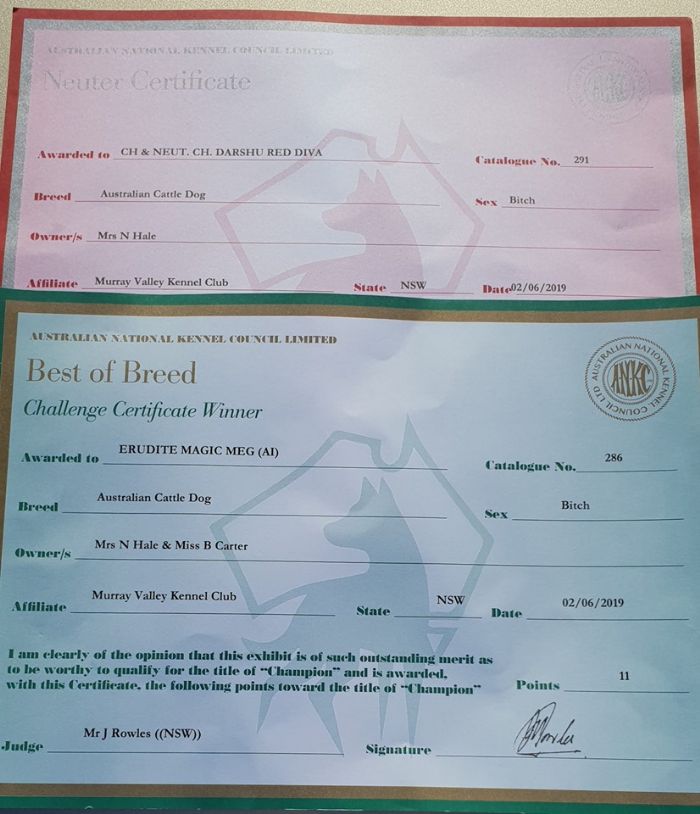 AUSTRALIAN NATIONAL KENNEL COUNCIL LIMITED
Neuter Certificate
Awarded to CH & NEUT. CH. DARSHU RED DIVA
Catalogue No. 291
Breed Australian Cattle Dog
Sex Bitch
Owner/s Mrs N Hale
Affiliate Murray Valley Kennel Club
State NSW
Date 02/06/2019
AUSTRALIAN NATIONAL KENNEL COUNCIL LIMITED
Best of Breed
Challenge Certificate Winner
AUSTRALIAN NATIONAL KENNEL COUNCIL LTD
ANKC
Awarded to ERUDITE MAGIC MEG (AI)
Catalogue No. 286
Breed Australian Cattle Dog
Sex Bitch
Owner/s Mrs N Hale & Miss B Carter
Affiliate Murray Valley Kennel Club
State NSW
Date 02/06/2019
I am clearly of the opinion that this exhibit is of such outstanding merit as
to be worthy to qualify for the title of "Champion" and is awarded,
with this Certificate, the following points toward the title of "Champion"
Points 11
Judge Mr J Rowles ((NSW))
Signature